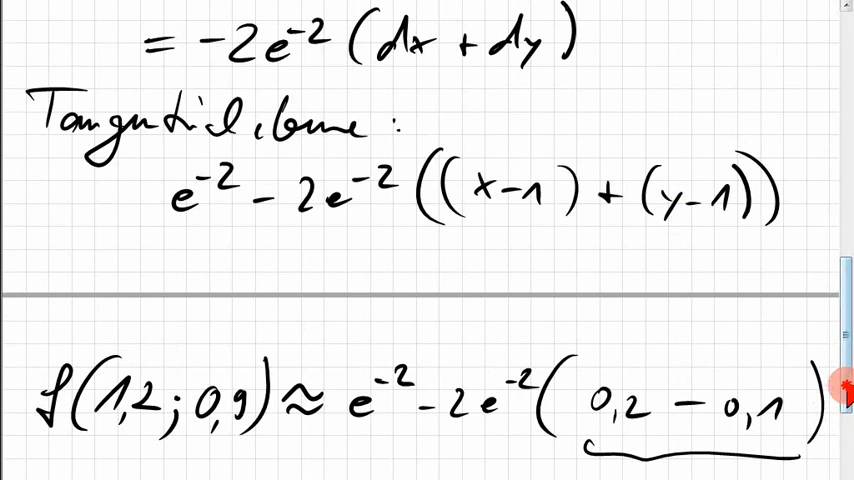 = -2e⁻² (dx + dy)
Tangentialebene:
e⁻² - 2e⁻² ((x-1) + (y-1))
f(1,2; 0,9) ≈ e⁻² - 2e⁻² (0,2 - 0,1)